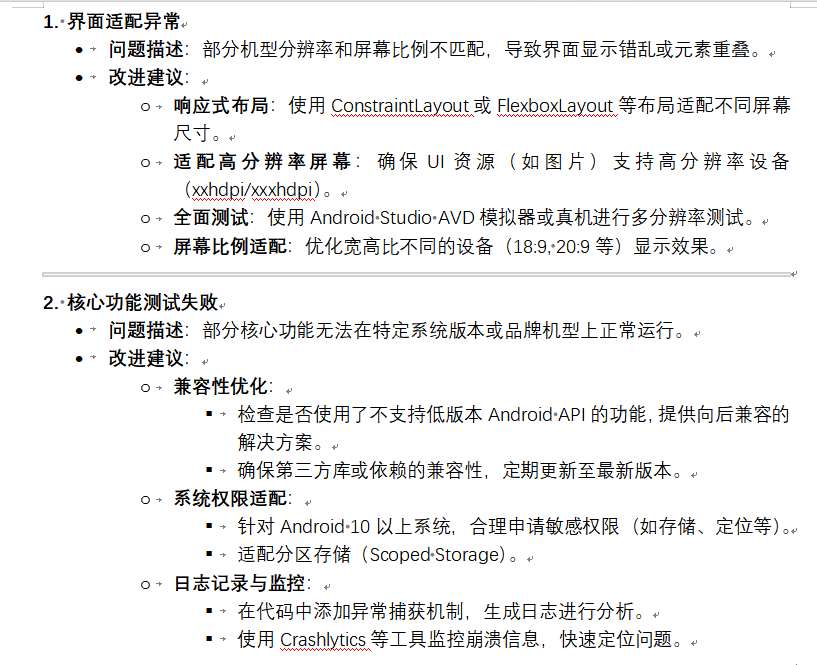 1. 界面适配异常
• 问题描述：部分机型分辨率和屏幕比例不匹配，导致界面显示错乱或元素重叠。
• 改进建议：
o 响应式布局：使用 ConstraintLayout 或 FlexboxLayout 等布局适配不同屏幕
尺寸。
o 适配高分辨率屏幕：确保 UI 资源（如图片）支持高分辨率设备
（xxhdpi/xxxhdpi）。
o 全面测试：使用 Android Studio AVD 模拟器或真机进行多分辨率测试。
o 屏幕比例适配：优化宽高比不同的设备（18:9, 20:9 等）显示效果。
2. 核心功能测试失败
• 问题描述：部分核心功能无法在特定系统版本或品牌机型上正常运行。
• 改进建议：
o 兼容性优化：
▪ 检查是否使用了不支持低版本 Android API 的功能，提供向后兼容的
解决方案。
▪ 确保第三方库或依赖的兼容性，定期更新至最新版本。
o 系统权限适配：
▪ 针对 Android 10 以上系统，合理申请敏感权限（如存储、定位等）。
▪ 适配分区存储（Scoped Storage）。
o 日志记录与监控：
▪ 在代码中添加异常捕获机制，生成日志进行分析。
▪ 使用 Crashlytics 等工具监控崩溃信息，快速定位问题。